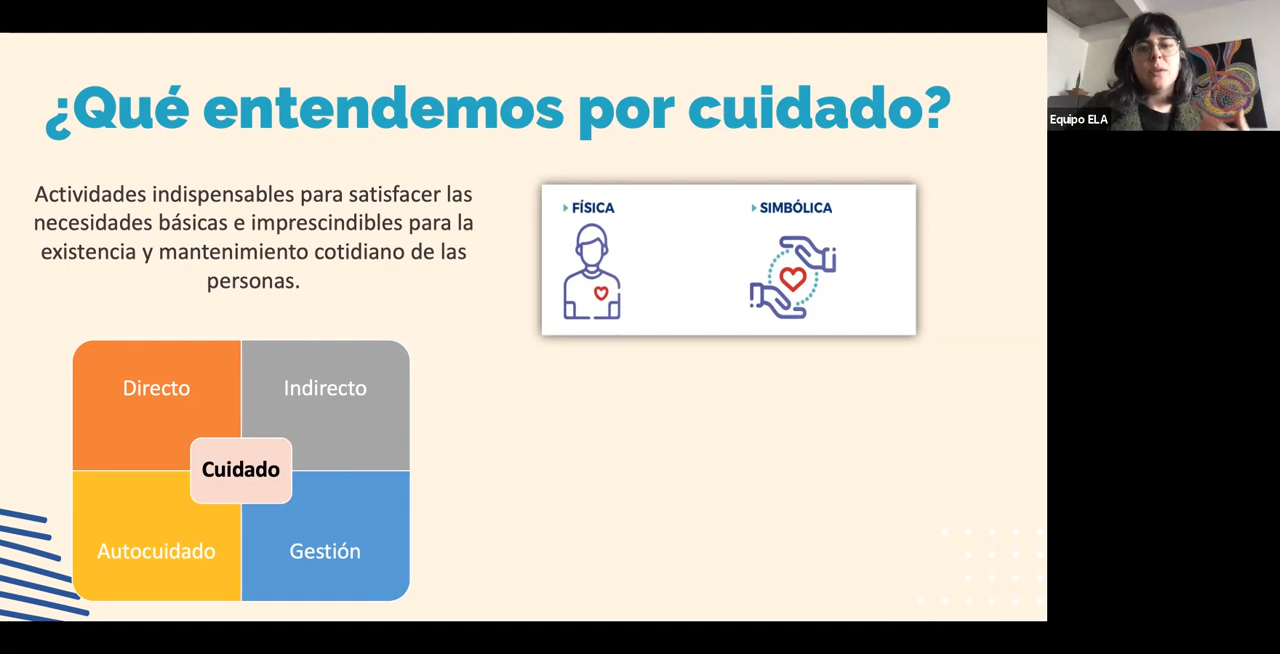 ¿Qué entendemos por cuidado?
Actividades indispensables para satisfacer las
necesidades básicas e imprescindibles para la
existencia y mantenimiento cotidiano de las
personas.
FÍSICA
SIMBÓLICA
Directo
Indirecto
Cuidado
Autocuidado
Gestión
Equipo ELA